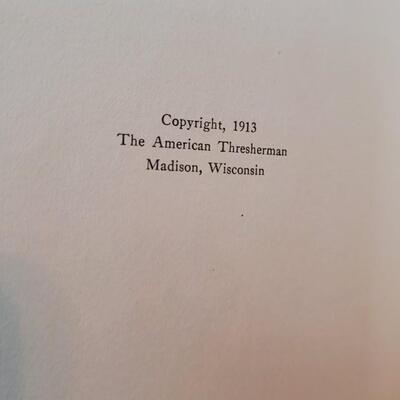 Copyright, 1913
The American Thresherman
Madison, Wisconsin